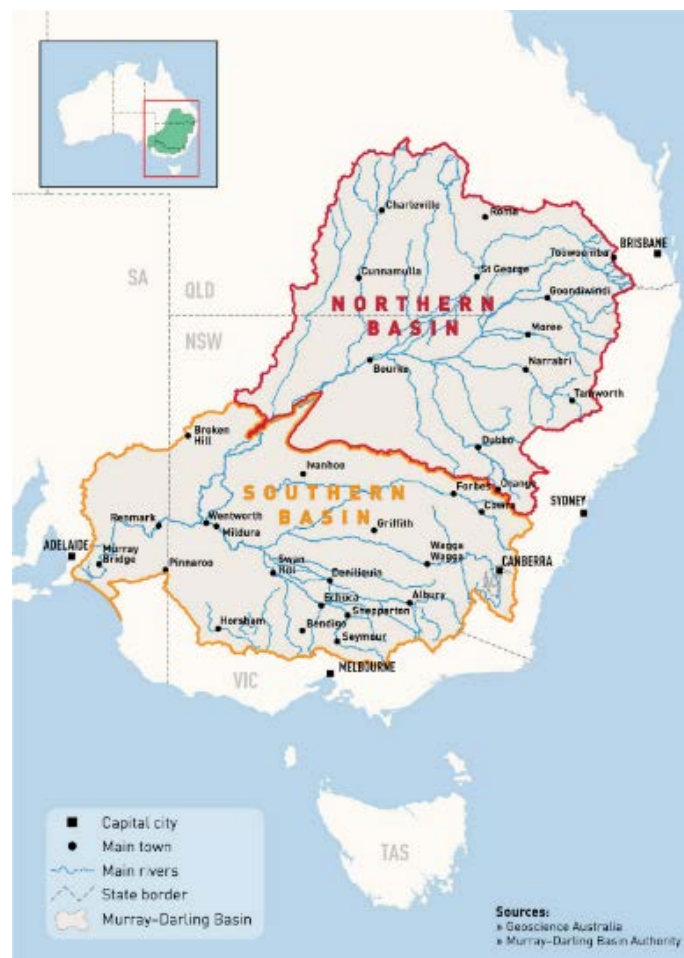 Charleville
Roma
BRISBANE
Toowoomba
Cunnamulla
St George
SA
QLD
Goondiwindi
NORTHERN
BASIN
NSW
Moree
Bourke
Narrabri
Tamworth
Broken
Hill
Dubbo
Ivanhoe
Orange
SOUTHERN
BASIN
Forbes
Cowra
SYDNEY
Renmark
Wentworth
Mildura
Griffith
ADELAIDE
Murray
Bridge
Pinnaroo
Wagga
Wagga
CANBERRA
Swan
Hill
Deniliquin
Echuca
Albury
Shepparton
Horsham
Bendigo
Seymour
VIC
MELBOURNE
TAS
Capital city
Main town
Main rivers
State border
Murray–Darling Basin
Sources:
» Geoscience Australia
» Murray–Darling Basin Authority